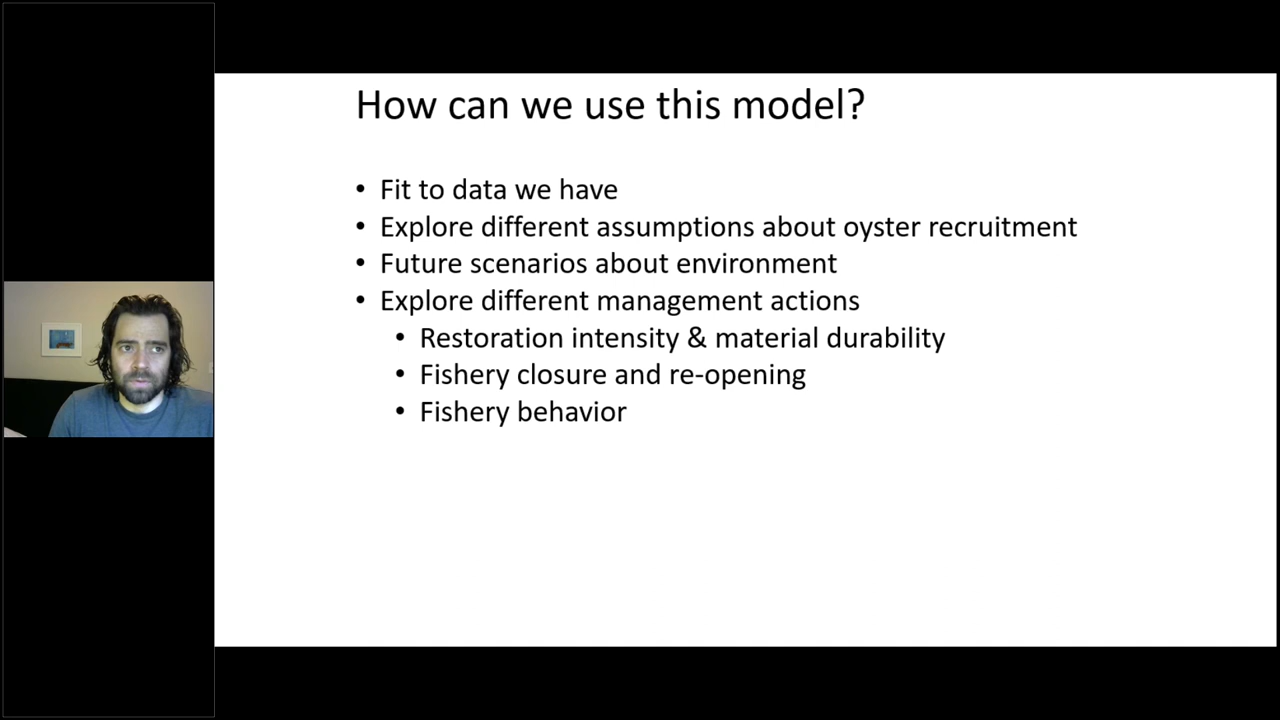 How can we use this model?
• Fit to data we have
• Explore different assumptions about oyster recruitment
• Future scenarios about environment
• Explore different management actions
• Restoration intensity & material durability
• Fishery closure and re-opening
• Fishery behavior